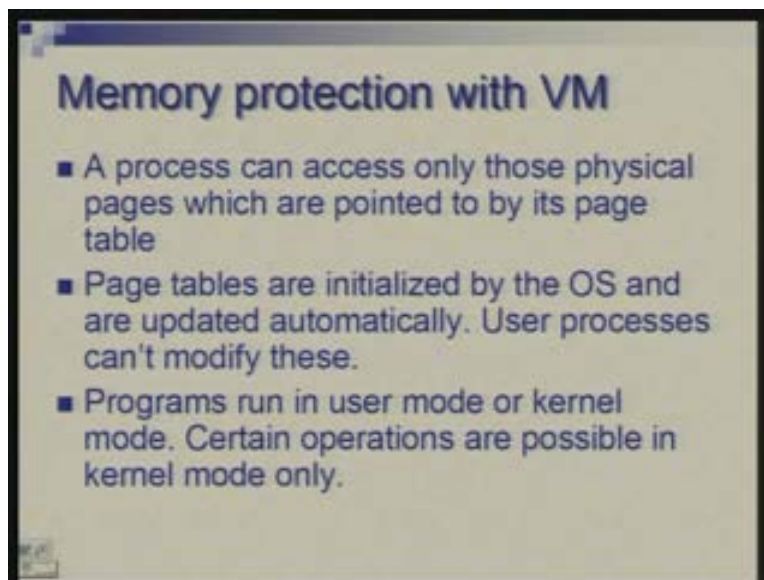 Memory protection with VM
A process can access only those physical
pages which are pointed to by its page
table
Page tables are initialized by the OS and
are updated automatically. User processes
can't modify these.
Programs run in user mode or kernel
mode. Certain operations are possible in
kernel mode only.